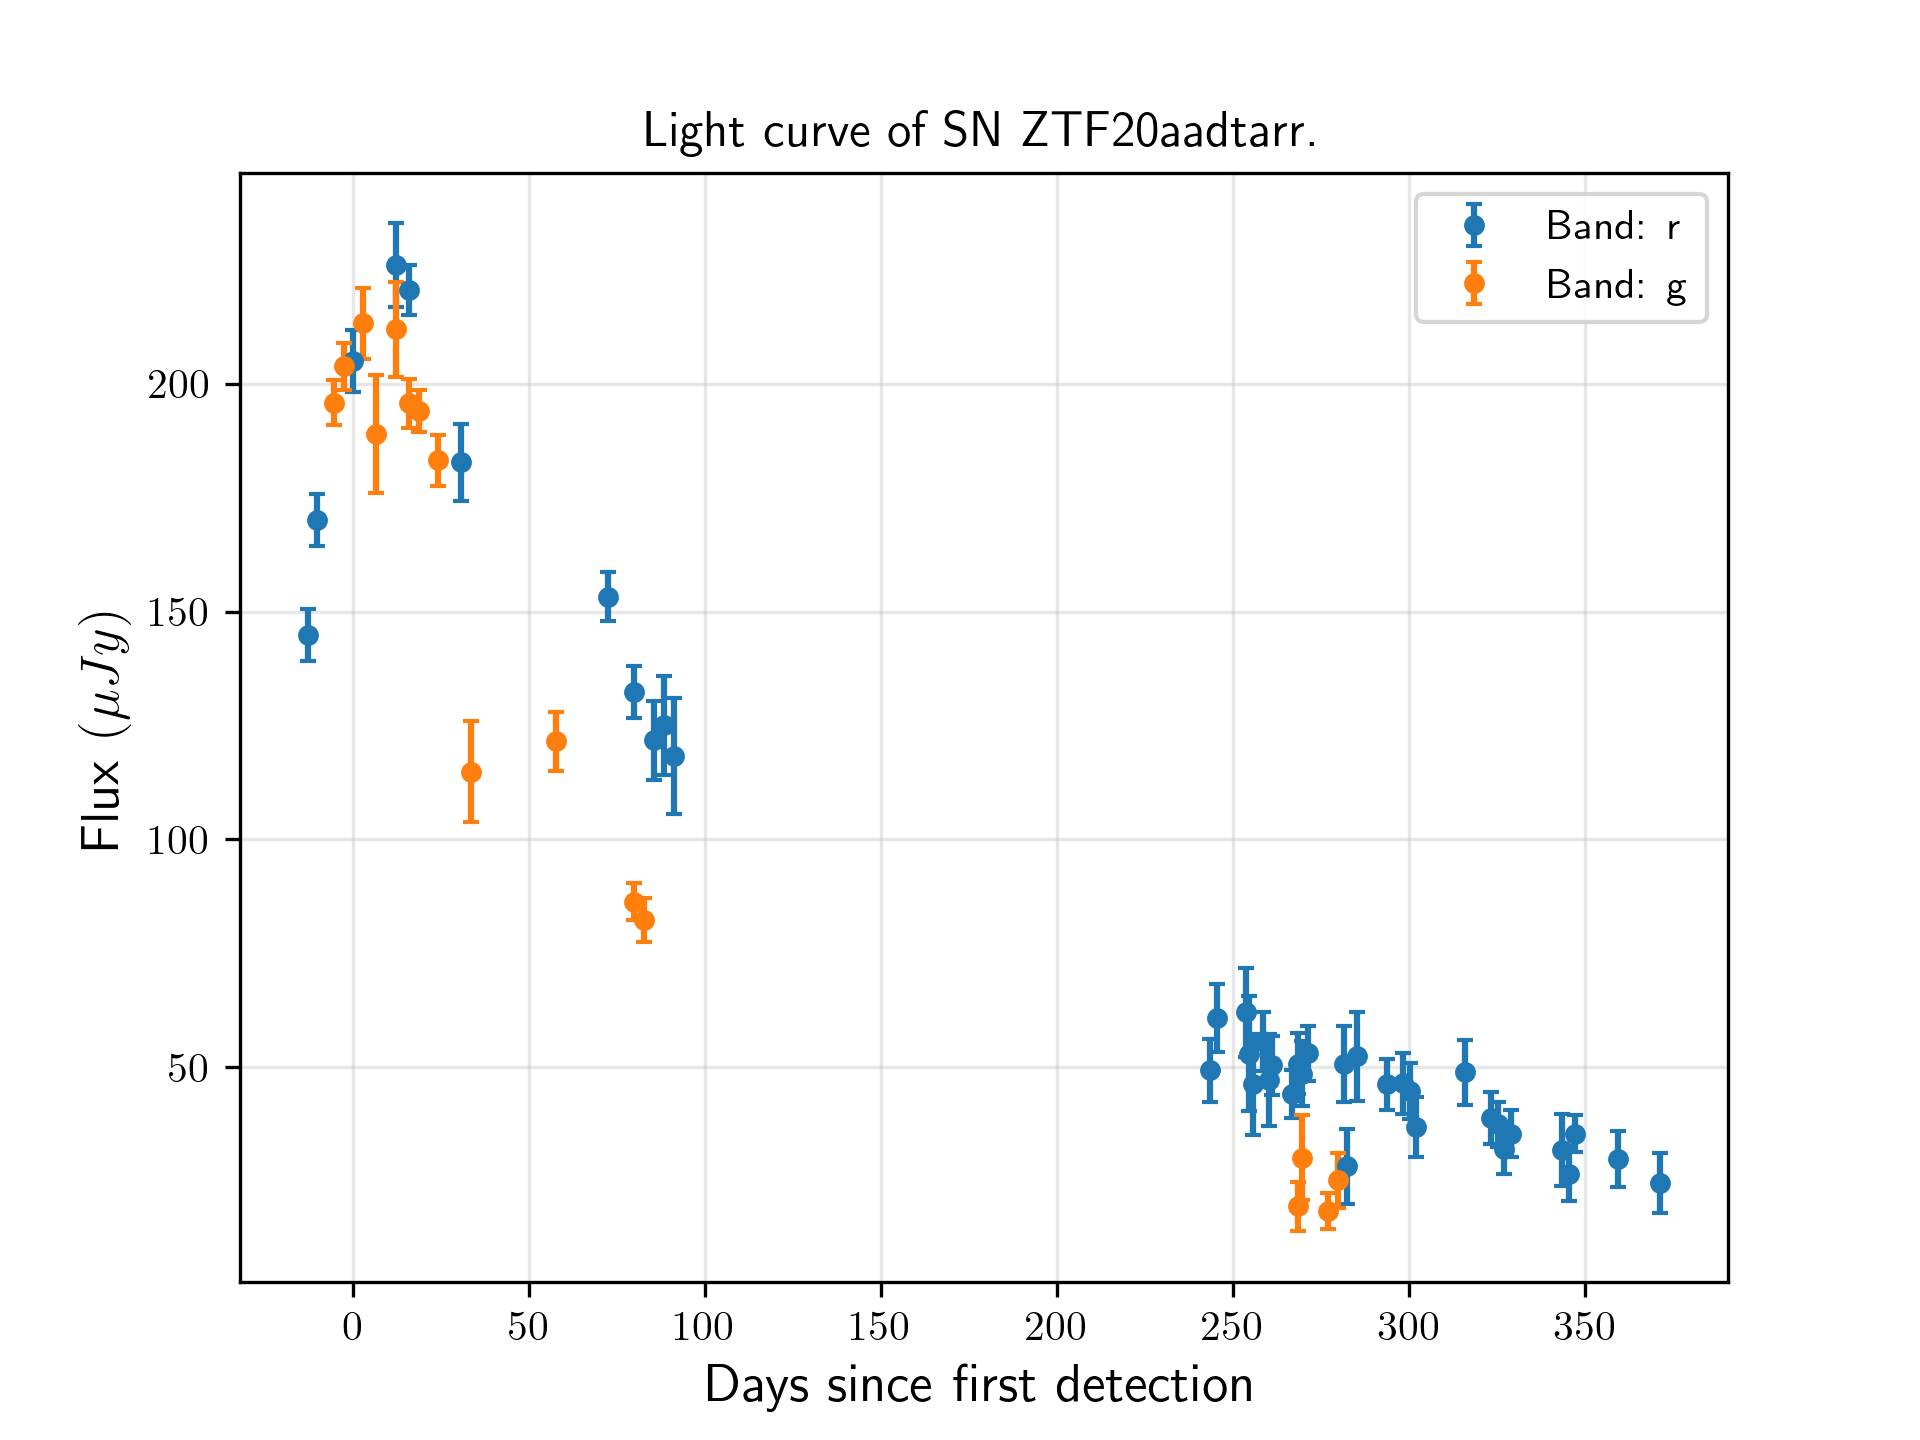 Light curve of SN ZTF20aadtarr.
Band: r
Band: g
Flux (μJy)
200
150
100
50
0 50 100 150 200 250 300 350
Days since first detection